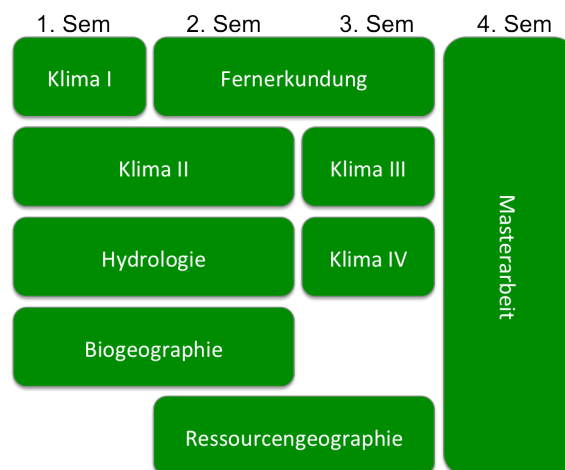 1. Sem 2. Sem 3. Sem 4. Sem
Klima I Fernerkundung
Klima II Klima III
Hydrologie Klima IV
Biogeographie
Ressourcengeographie
Masterarbeit